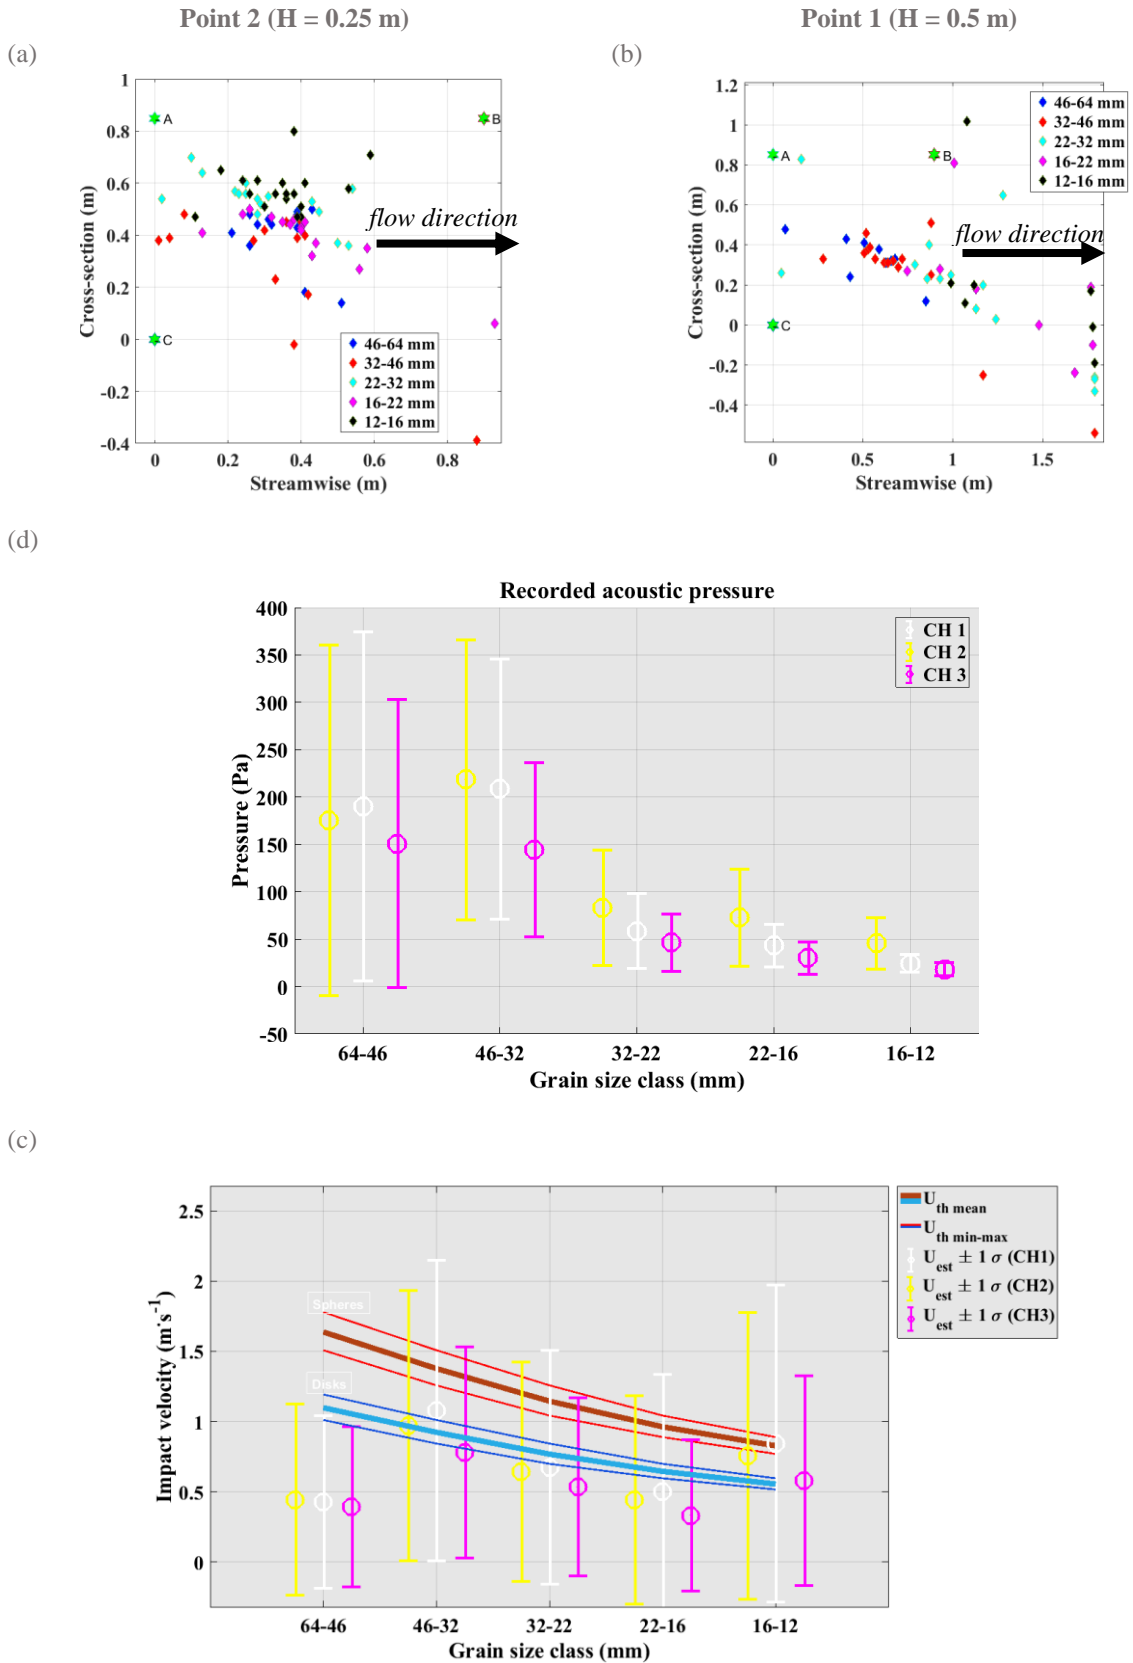 Point 2 (H = 0.25 m)
Point 1 (H = 0.5 m)
(a)
1
0.8
0.6
0.4
0.2
0
-0.2
-0.4
Cross-section (m)
A
B
C
flow direction
46-64 mm
32-46 mm
22-32 mm
16-22 mm
12-16 mm
0 0.2 0.4 0.6 0.8
Streamwise (m)
(b)
1.2
1
0.8
0.6
0.4
0.2
0
-0.2
-0.4
Cross-section (m)
A
B
C
flow direction
46-64 mm
32-46 mm
22-32 mm
16-22 mm
12-16 mm
0 0.5 1 1.5
Streamwise (m)
(d)
Recorded acoustic pressure
400
350
300
250
200
150
100
50
0
-50
Pressure (Pa)
CH 1
CH 2
CH 3
64-46 46-32 32-22 22-16 16-12
Grain size class (mm)
(c)
2.5
2
1.5
1
0.5
0
Impact velocity (m·s⁻¹)
Spheres
Disks
U th mean
U th min-max
U est ± 1 σ (CH1)
U est ± 1 σ (CH2)
U est ± 1 σ (CH3)
64-46 46-32 32-22 22-16 16-12
Grain size class (mm)